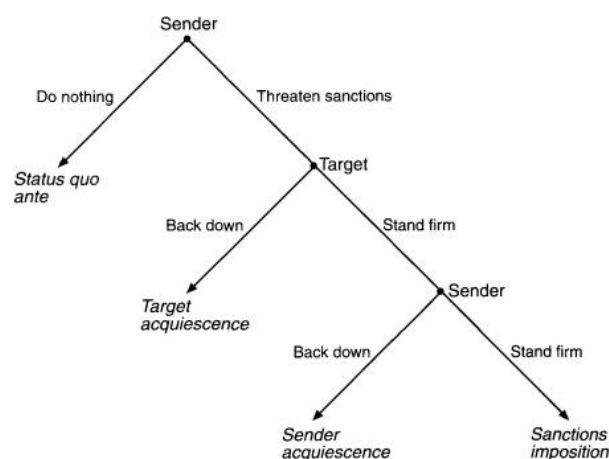 Sender
Do nothing
Threaten sanctions
Status quo
ante
Target
Back down
Stand firm
Target
acquiescence
Sender
Back down
Stand firm
Sender
acquiescence
Sanctions
imposition